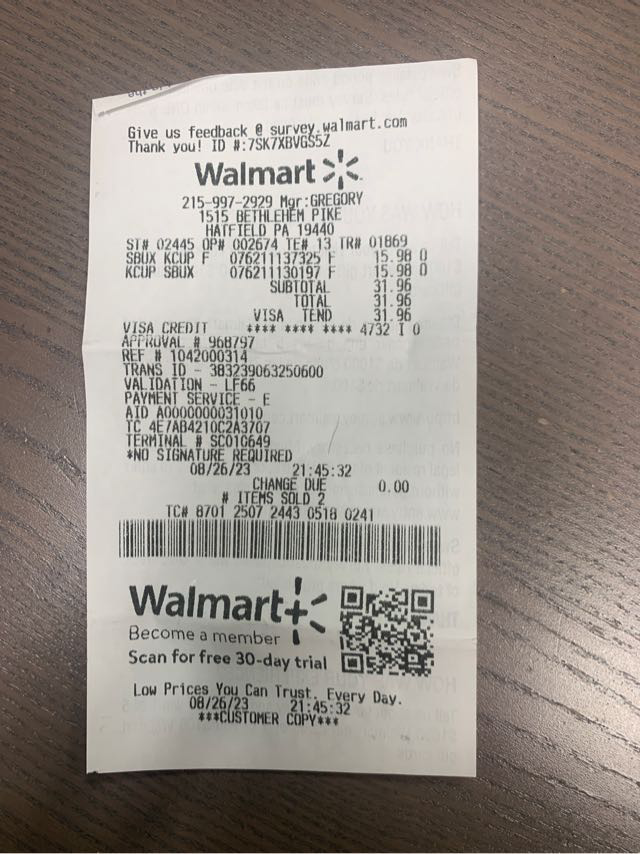 Give us feedback @ survey.walmart.com
Thank you! ID #:7SK7XBVGS5Z
Walmart
215-997-2929 Mgr:GREGORY
1515 BETHLEHEM PIKE
HATFIELD PA 19440
ST# 02445 OP# 002674 TE# 13 TR# 01869
SBUX KCUP F 076211137325 F 15.98 O
KCUP SBUX 076211130197 F 15.98 O
SUBTOTAL 31.96
TOTAL 31.96
VISA TEND 31.96
VISA CREDIT **** **** **** 4732 I 0
APPROVAL # 968797
REF # 1042000314
TRANS ID - 383239063250600
VALIDATION - LF66
PAYMENT SERVICE - E
AID A0000000031010
TC 4E7AB4210C2A3707
TERMINAL # SC010649
*NO SIGNATURE REQUIRED
08/26/23 21:45:32
CHANGE DUE 0.00
# ITEMS SOLD 2
TC# 8701 2507 2443 0518 0241
Walmart+
Become a member
Scan for free 30-day trial
Low Prices You Can Trust. Every Day.
08/26/23 21:45:32
***CUSTOMER COPY***